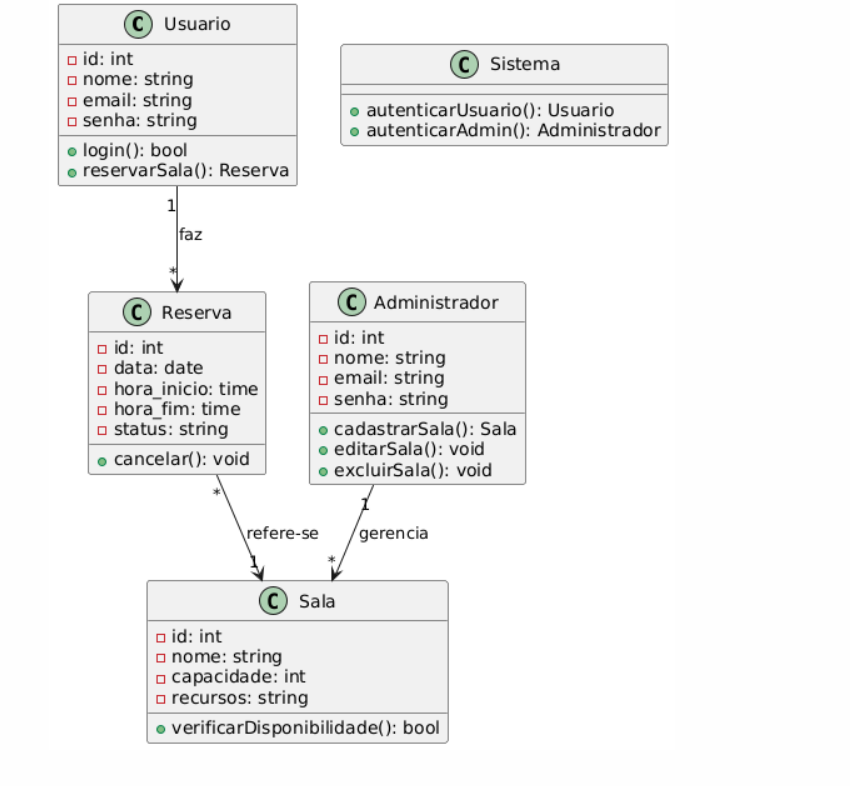 C Usuario
id: int
nome: string
email: string
senha: string
login(): bool
reservarSala(): Reserva
C Sistema
autenticarUsuario(): Usuario
autenticarAdmin(): Administrador
1
faz
*
C Reserva
id: int
data: date
hora_inicio: time
hora_fim: time
status: string
cancelar(): void
C Administrador
id: int
nome: string
email: string
senha: string
cadastrarSala(): Sala
editarSala(): void
excluirSala(): void
*
refere-se
1
1
gerencia
*
C Sala
id: int
nome: string
capacidade: int
recursos: string
verificarDisponibilidade(): bool